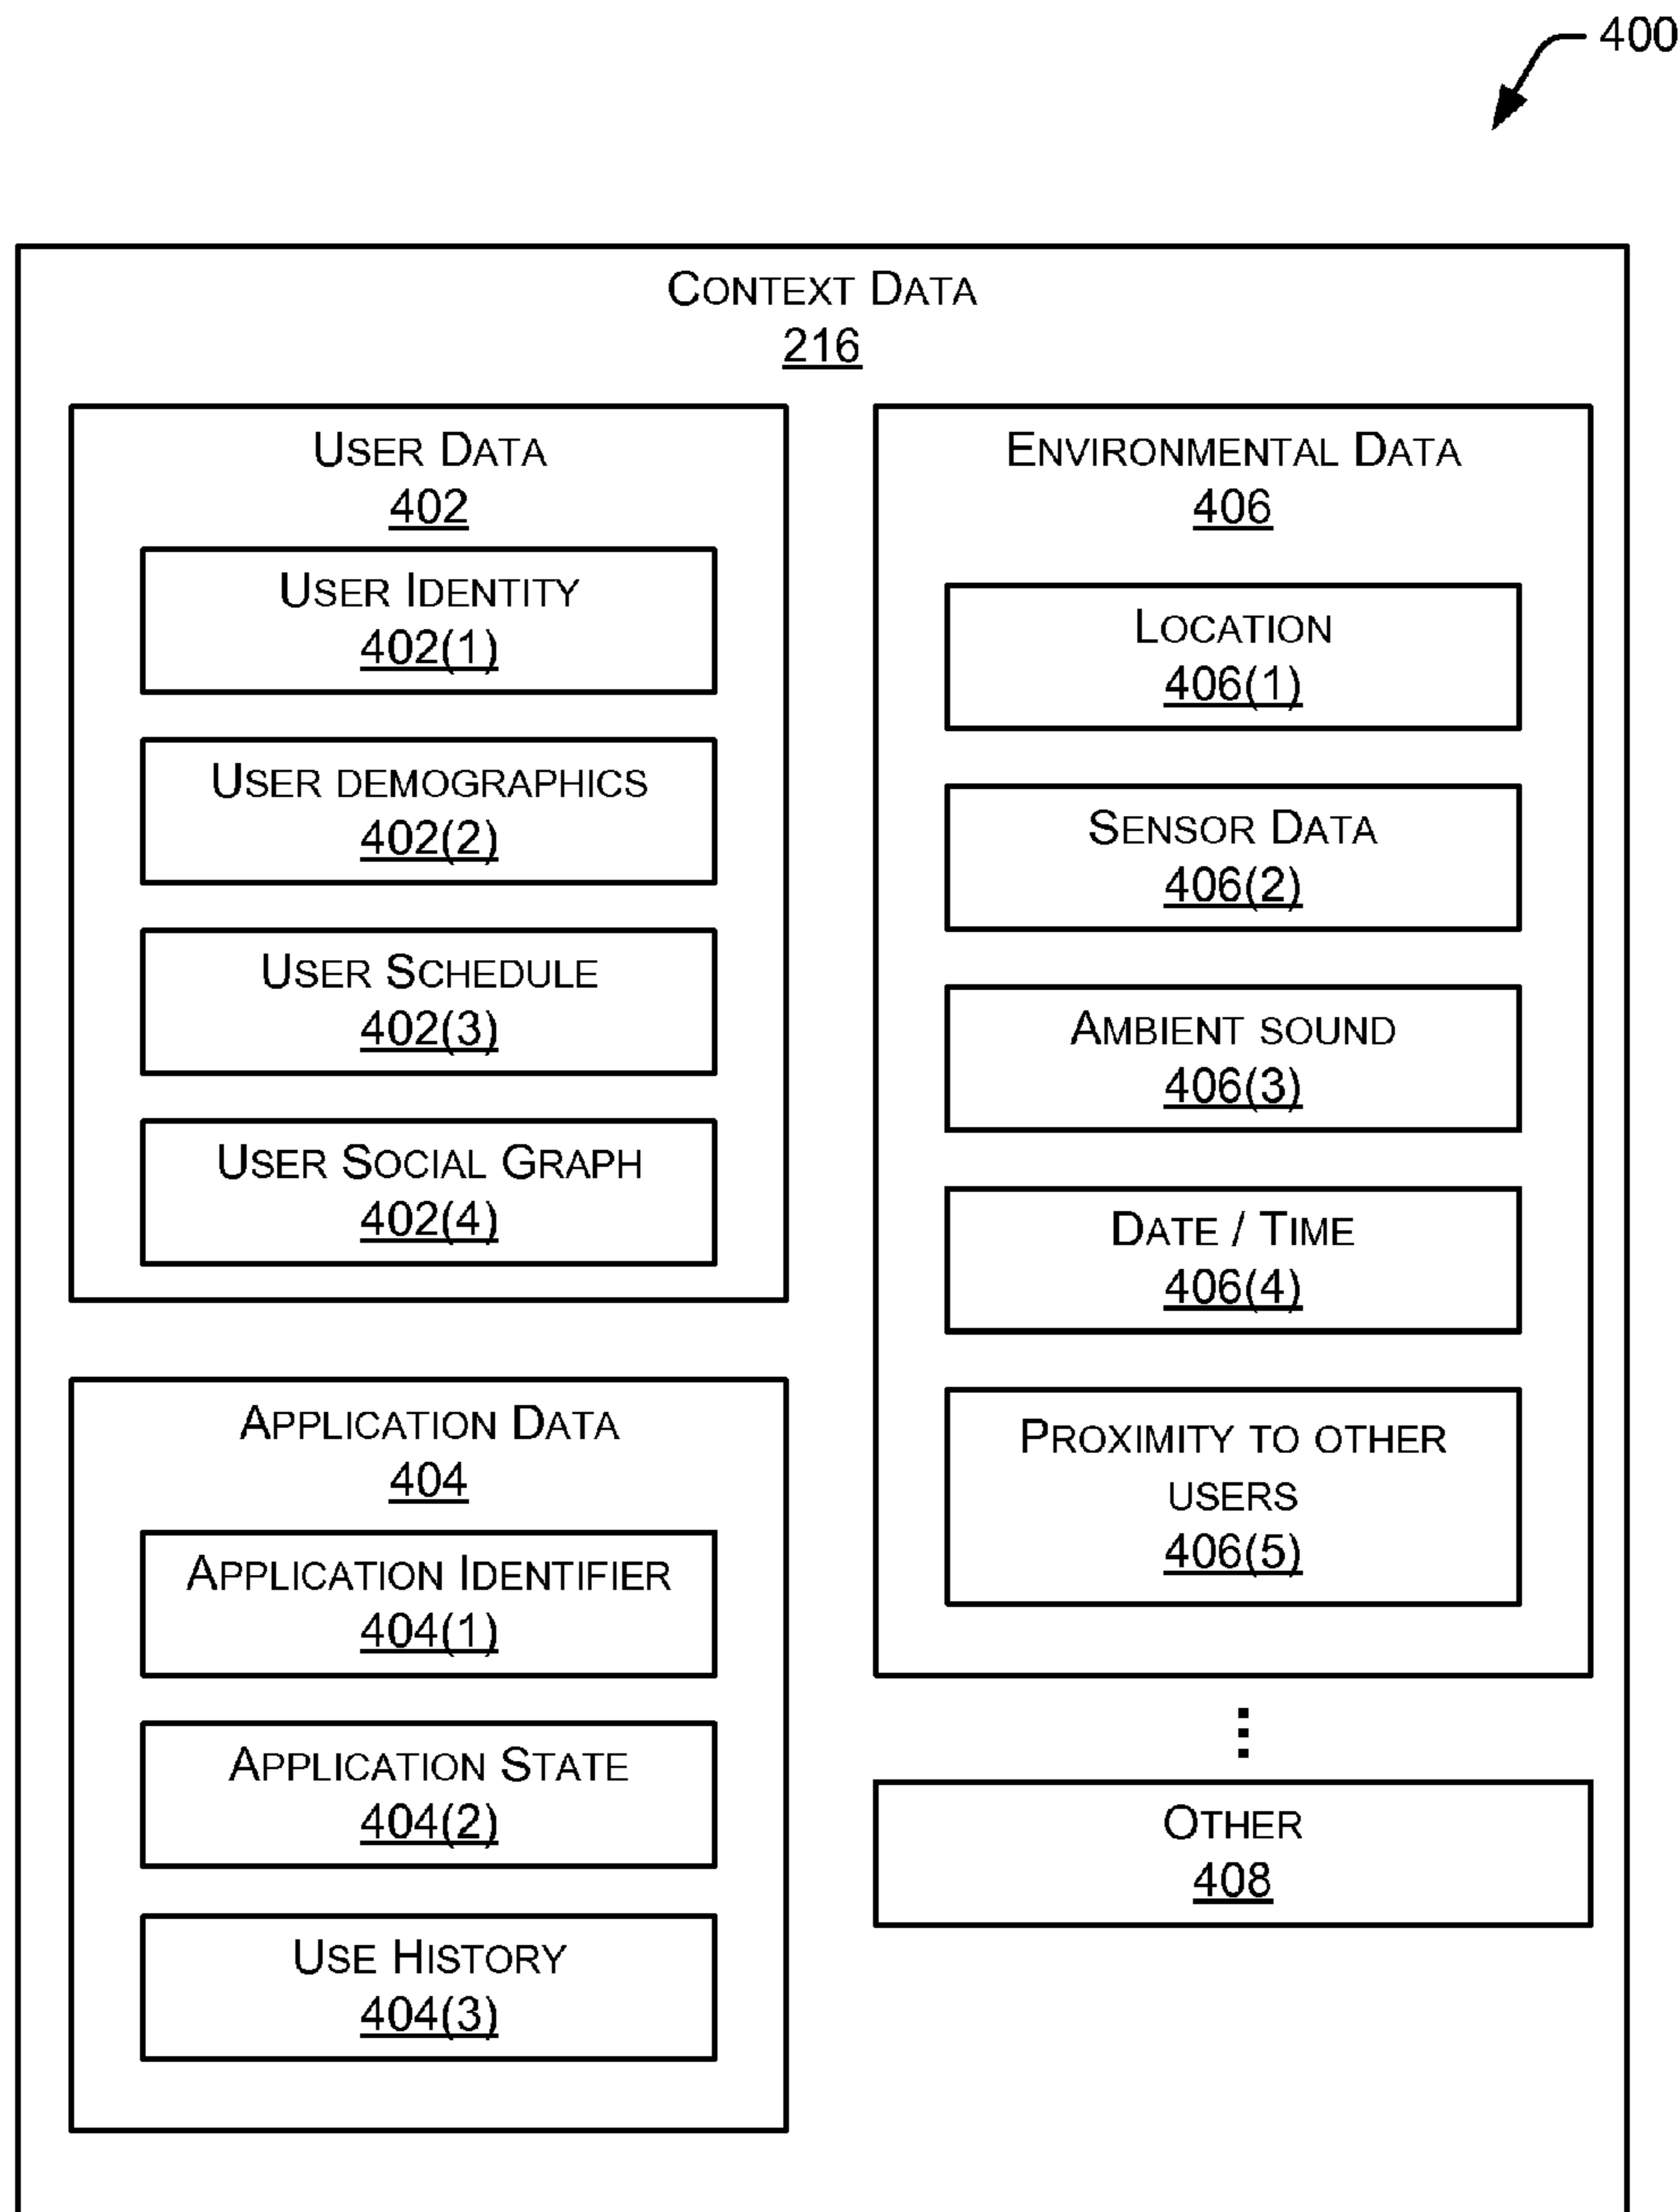 400
CONTEXT DATA
216
USER DATA
402
USER IDENTITY
402(1)
USER DEMOGRAPHICS
402(2)
USER SCHEDULE
402(3)
USER SOCIAL GRAPH
402(4)
APPLICATION DATA
404
APPLICATION IDENTIFIER
404(1)
APPLICATION STATE
404(2)
USE HISTORY
404(3)
ENVIRONMENTAL DATA
406
LOCATION
406(1)
SENSOR DATA
406(2)
AMBIENT SOUND
406(3)
DATE / TIME
406(4)
PROXIMITY TO OTHER
USERS
406(5)
⋮
OTHER
408